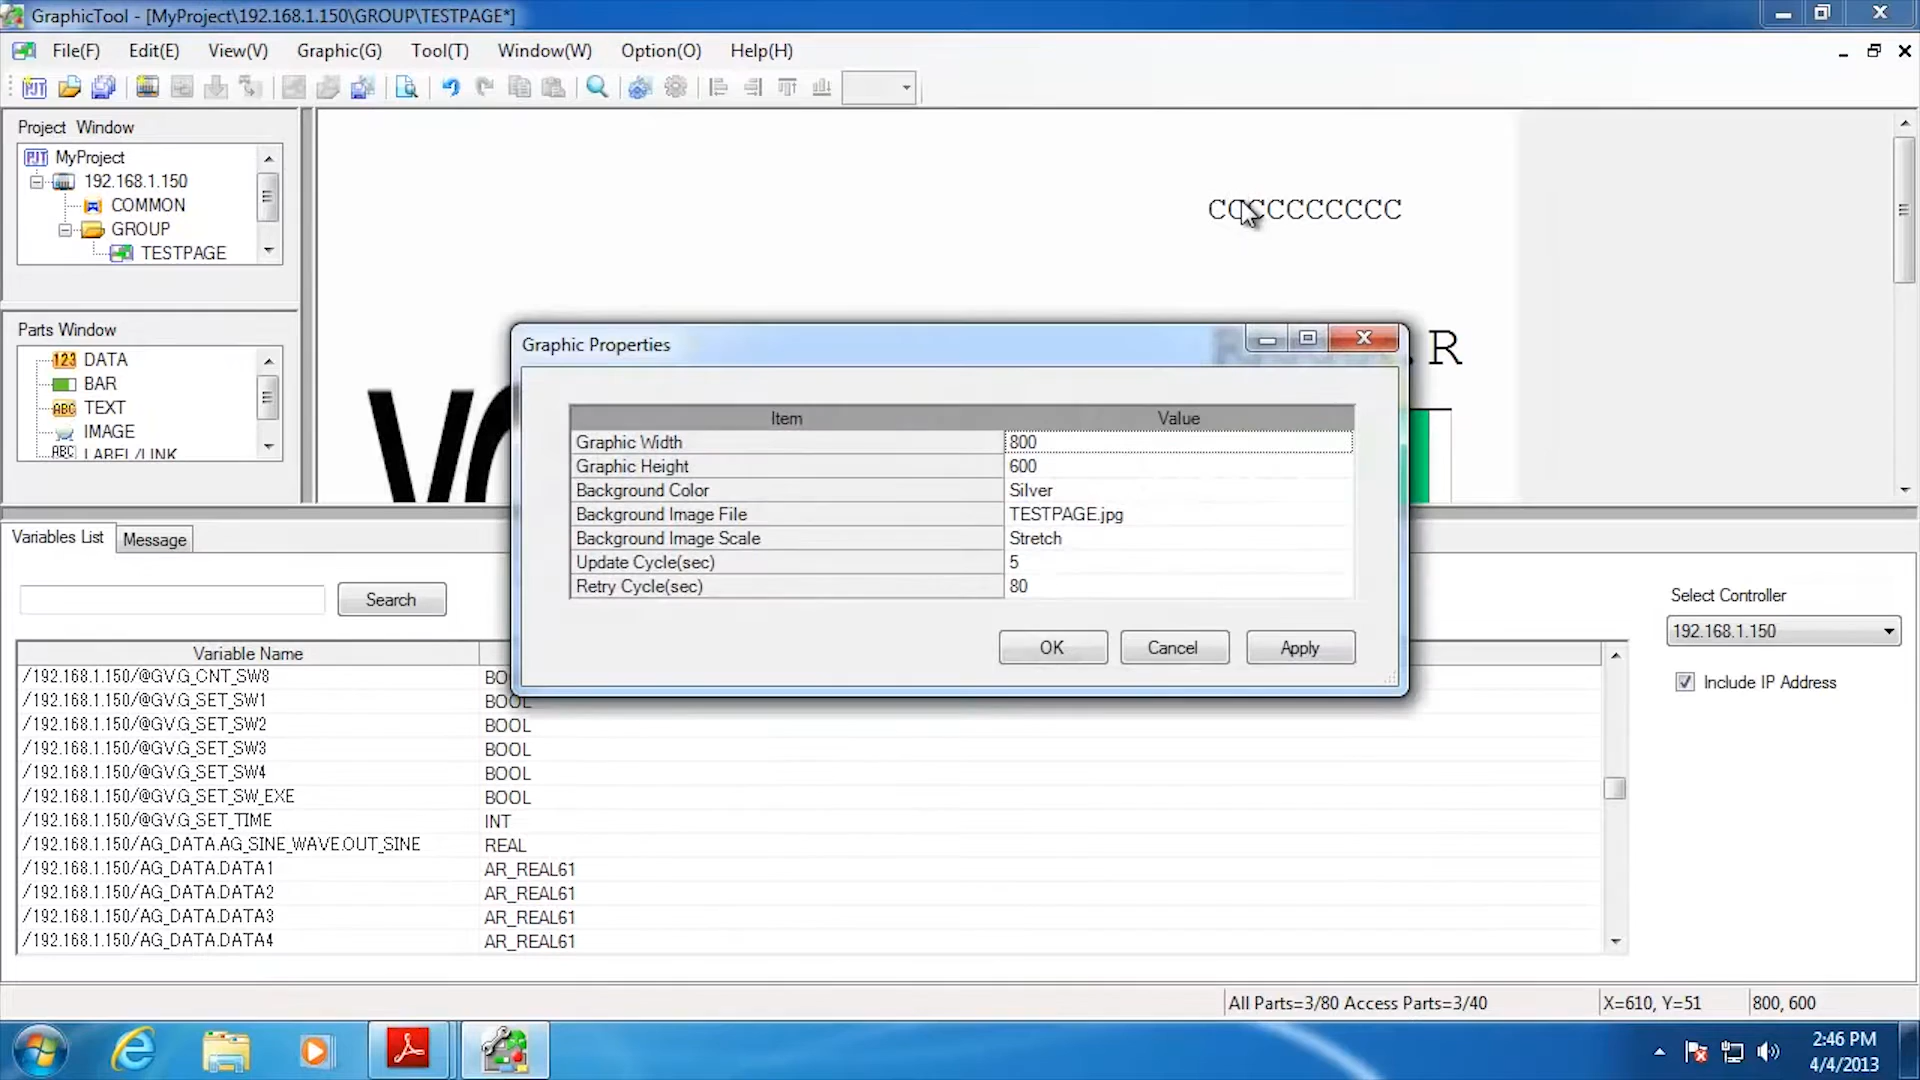 GraphicTool - [MyProject\192.168.1.150\GROUP\TESTPAGE*]
File(F) Edit(E) View(V) Graphic(G) Tool(T) Window(W) Option(O) Help(H)
Project Window
PJT MyProject
192.168.1.150
COMMON
GROUP
TESTPAGE
CCCCCCCCCC
Parts Window
123 DATA
BAR
ABC TEXT
IMAGE
ABC LABEL/LINK
R
Graphic Properties
Item Value
Graphic Width 800
Graphic Height 600
Background Color Silver
Background Image File TESTPAGE.jpg
Background Image Scale Stretch
Update Cycle(sec) 5
Retry Cycle(sec) 80
OK Cancel Apply
Variables List Message
Search
Select Controller
192.168.1.150
Include IP Address
Variable Name
/192.168.1.150/@GV.G_CNT_SW8
/192.168.1.150/@GV.G_SET_SW1 BOOL
/192.168.1.150/@GV.G_SET_SW2 BOOL
/192.168.1.150/@GV.G_SET_SW3 BOOL
/192.168.1.150/@GV.G_SET_SW4 BOOL
/192.168.1.150/@GV.G_SET_SW_EXE BOOL
/192.168.1.150/@GV.G_SET_TIME INT
/192.168.1.150/AG_DATA.AG_SINE_WAVE.OUT_SINE REAL
/192.168.1.150/AG_DATA.DATA1 AR_REAL61
/192.168.1.150/AG_DATA.DATA2 AR_REAL61
/192.168.1.150/AG_DATA.DATA3 AR_REAL61
/192.168.1.150/AG_DATA.DATA4 AR_REAL61
All Parts=3/80 Access Parts=3/40 X=610, Y=51 800, 600
2:46 PM
4/4/2013